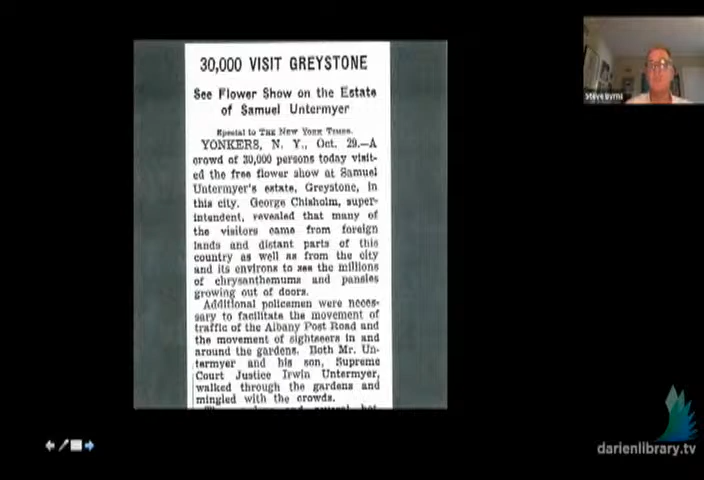 30,000 VISIT GREYSTONE
See Flower Show on the Estate
of Samuel Untermyer
Special to THE NEW YORK TIMES.
YONKERS, N. Y., Oct. 29.—A
crowd of 30,000 persons today visit-
ed the free flower show at Samuel
Untermyer's estate, Greystone, in
this city. George Chisholm, super-
intendent, revealed that many of
the visitors came from foreign
lands and distant parts of this
country as well as from the city
and its environs to see the millions
of chrysanthemums and pansies
growing out of doors.
Additional policemen were neces-
sary to facilitate the movement of
traffic of the Albany Post Road and
the movement of sightseers in and
around the gardens. Both Mr. Un-
termyer and his son, Supreme
Court Justice Irwin Untermyer,
walked through the gardens and
mingled with the crowds.
Steve Byrns
darienlibrary.tv